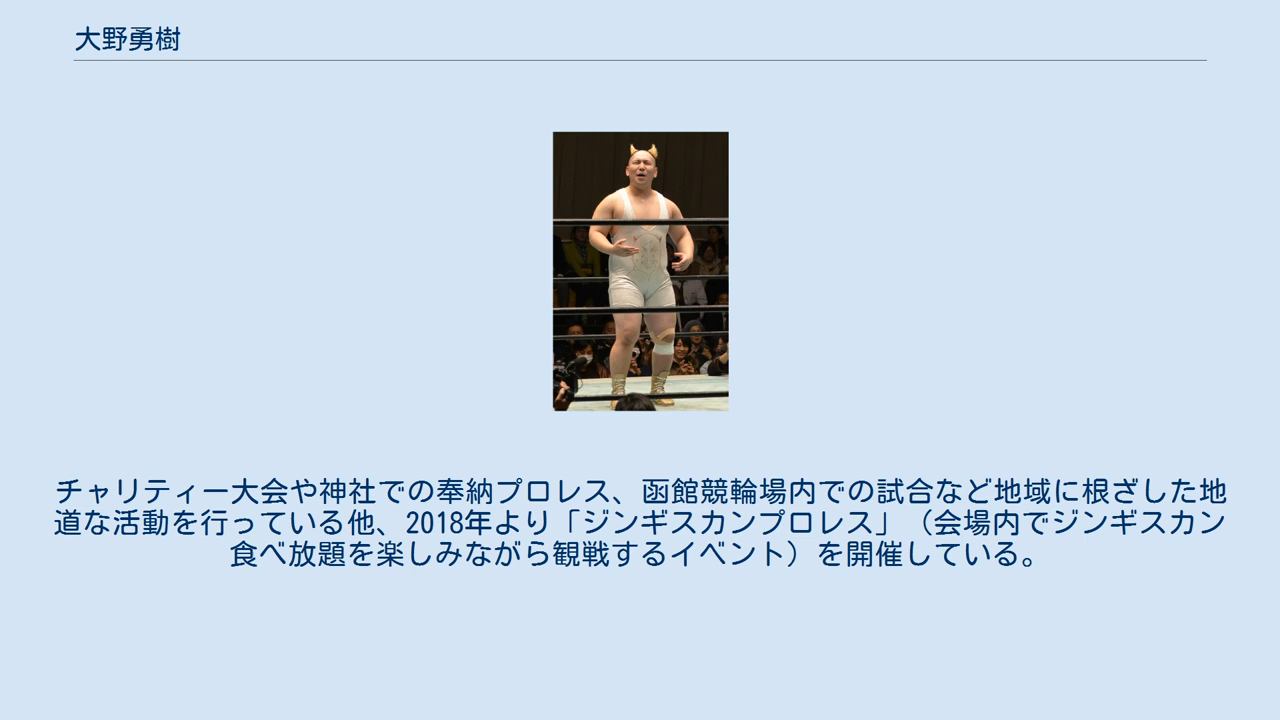 大野勇樹
チャリティー大会や神社での奉納プロレス、函館競輪場内での試合など地域に根ざした地
道な活動を行っている他、2018年より「ジンギスカンプロレス」（会場内でジンギスカン
食べ放題を楽しみながら観戦するイベント）を開催している。